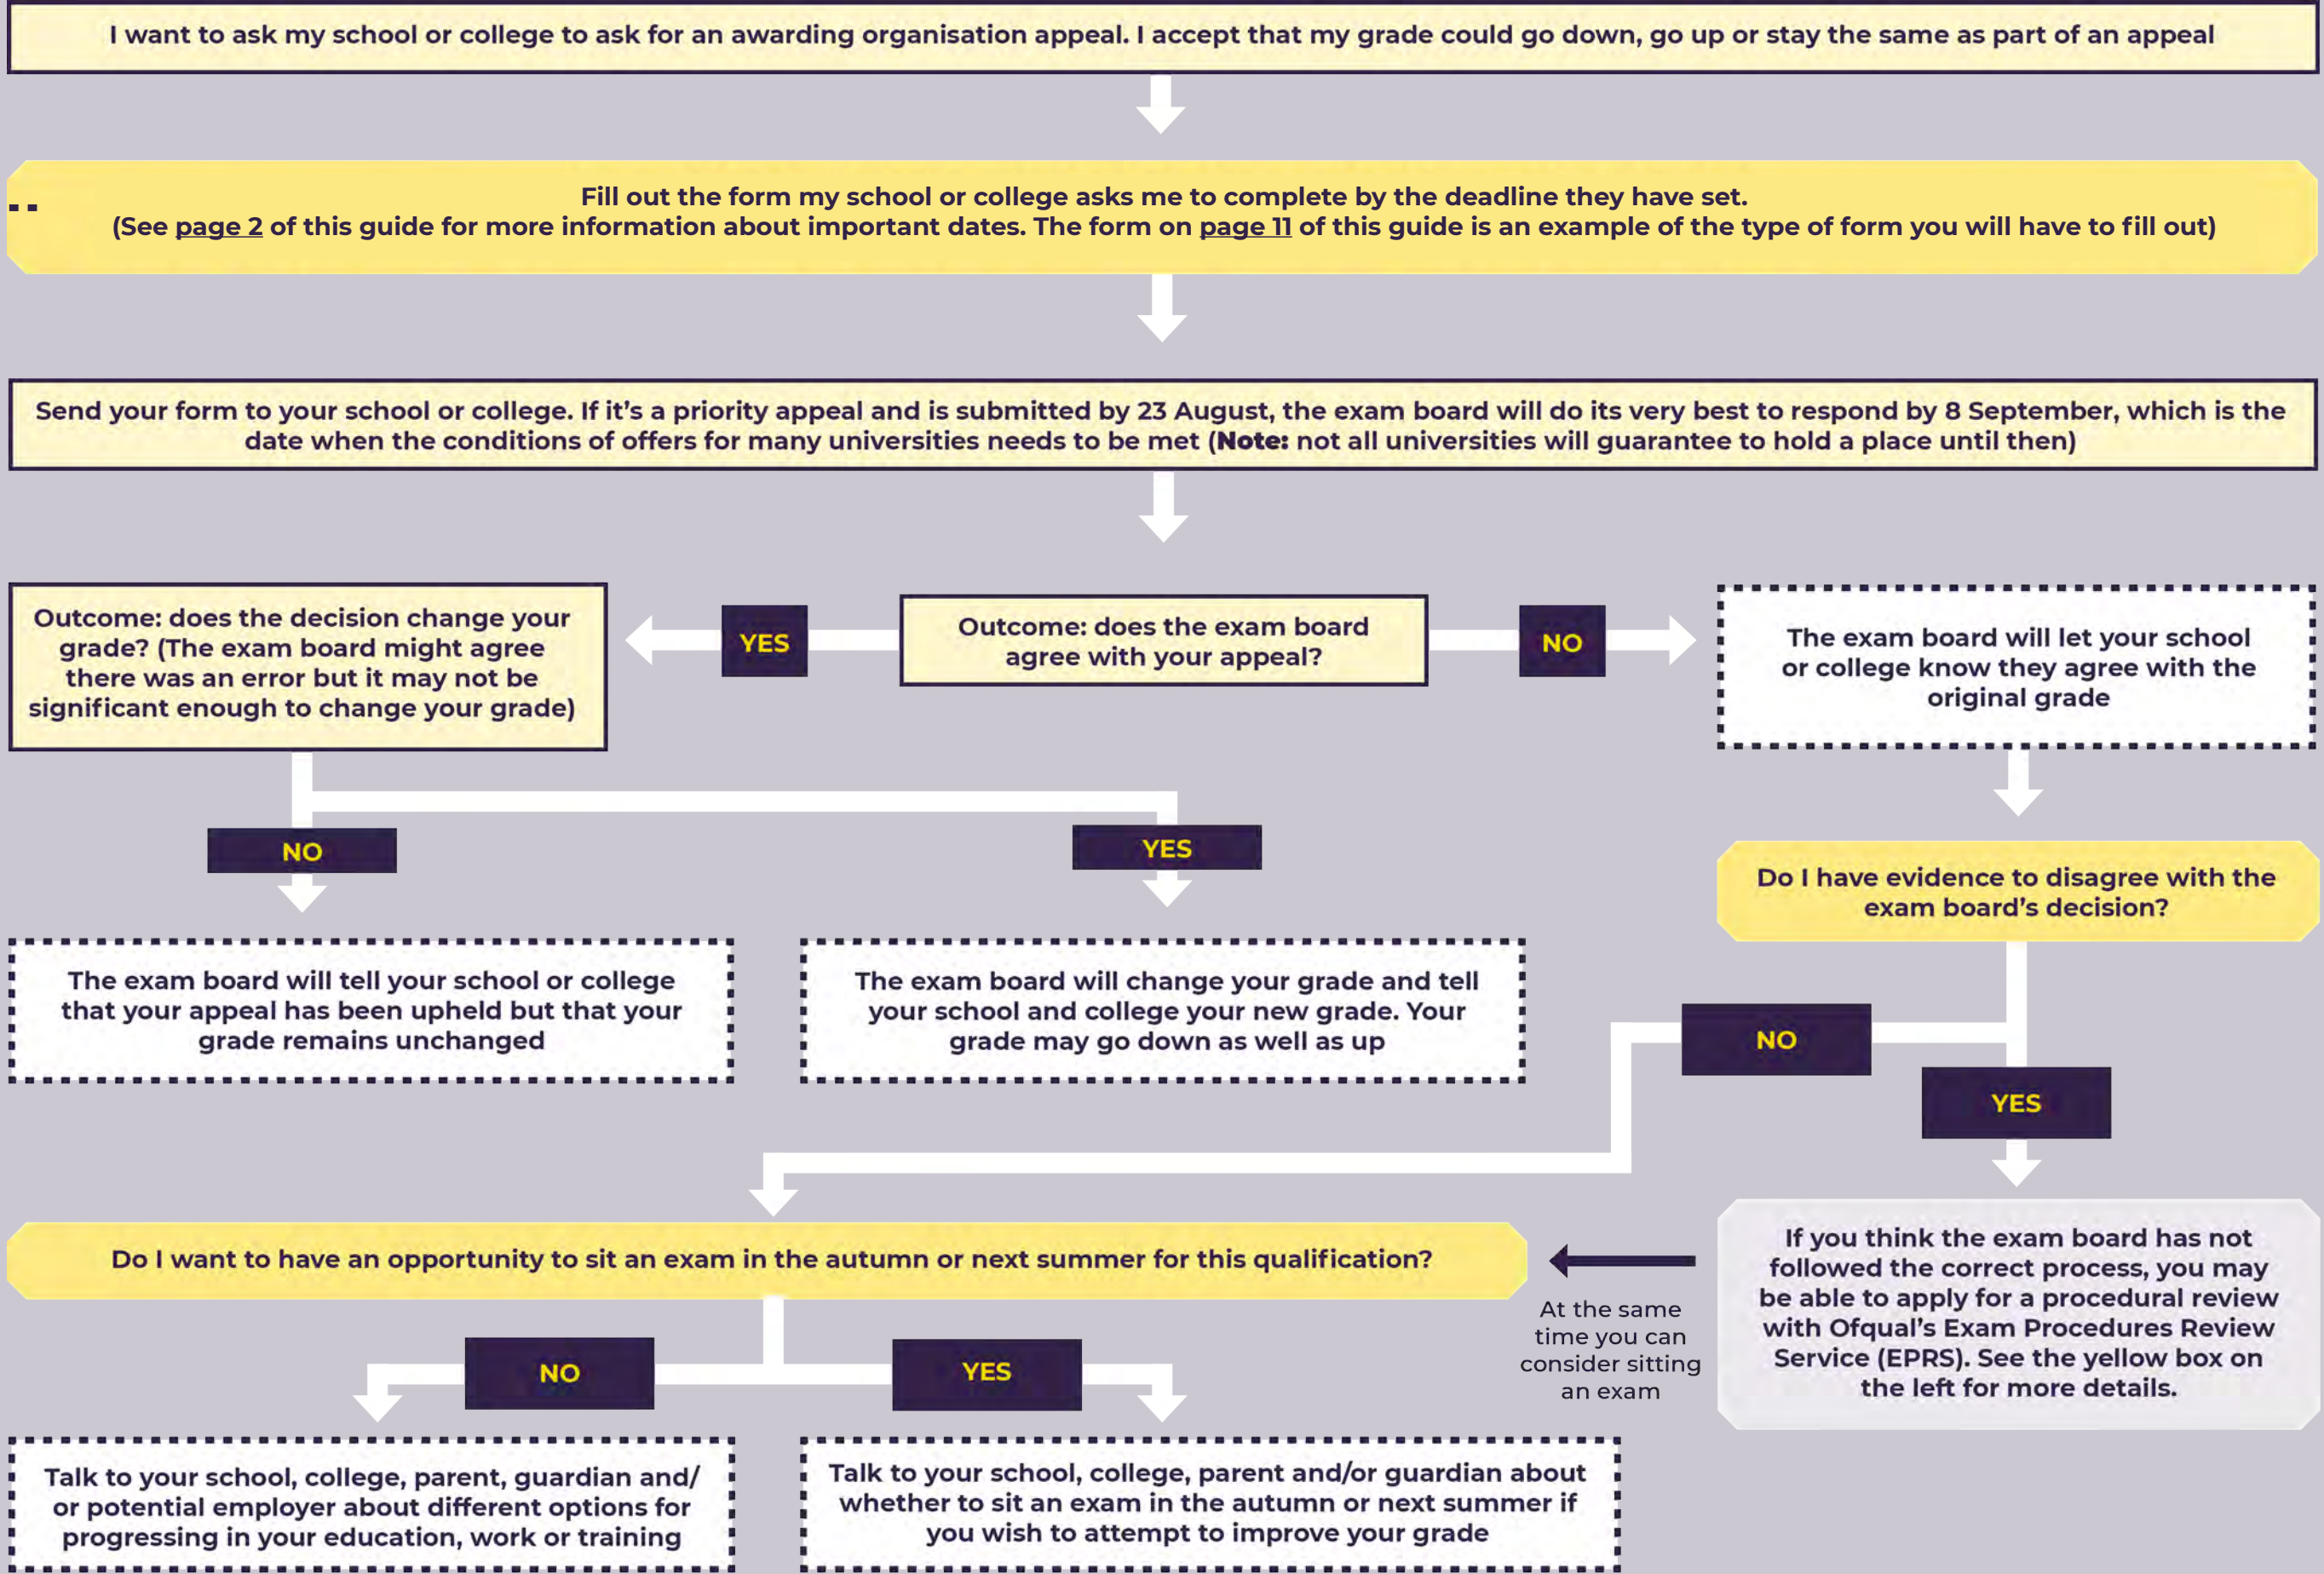 I want to ask my school or college to ask for an awarding organisation appeal. I accept that my grade could go down, go up or stay the same as part of an appeal
Fill out the form my school or college asks me to complete by the deadline they have set.
(See page 2 of this guide for more information about important dates. The form on page 11 of this guide is an example of the type of form you will have to fill out)
Send your form to your school or college. If it's a priority appeal and is submitted by 23 August, the exam board will do its very best to respond by 8 September, which is the
date when the conditions of offers for many universities needs to be met (Note: not all universities will guarantee to hold a place until then)
Outcome: does the decision change your
grade? (The exam board might agree
there was an error but it may not be
significant enough to change your grade)
YES
Outcome: does the exam board
agree with your appeal?
NO
The exam board will let your school
or college know they agree with the
original grade
NO
YES
Do I have evidence to disagree with the
exam board's decision?
The exam board will tell your school or college
that your appeal has been upheld but that your
grade remains unchanged
The exam board will change your grade and tell
your school and college your new grade. Your
grade may go down as well as up
NO
YES
Do I want to have an opportunity to sit an exam in the autumn or next summer for this qualification?
At the same
time you can
consider sitting
an exam
If you think the exam board has not
followed the correct process, you may
be able to apply for a procedural review
with Ofqual's Exam Procedures Review
Service (EPRS). See the yellow box on
the left for more details.
NO
YES
Talk to your school, college, parent, guardian and/
or potential employer about different options for
progressing in your education, work or training
Talk to your school, college, parent and/or guardian about
whether to sit an exam in the autumn or next summer if
you wish to attempt to improve your grade